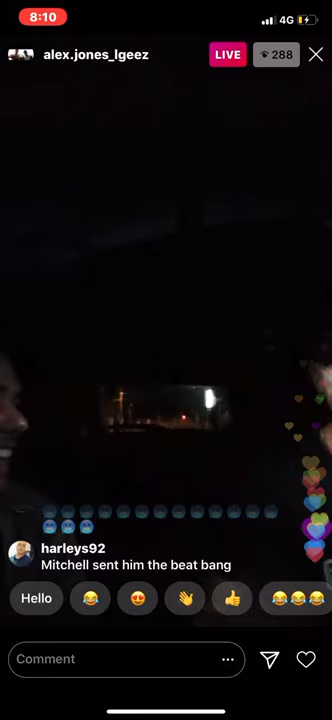 8:10
4G
alex.jones_lgeez
LIVE
288
harleys92
Mitchell sent him the beat bang
Hello
Comment